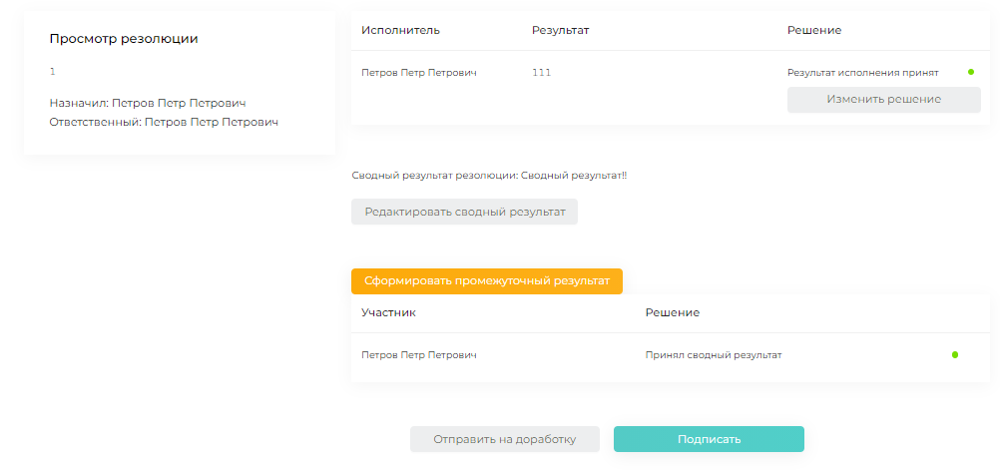 Просмотр резолюции
1
Назначил: Петров Петр Петрович
Ответственный: Петров Петр Петрович
Исполнитель Результат Решение
Петров Петр Петрович 111 Результат исполнения принят
Изменить решение
Сводный результат резолюции: Сводный результат!!
Редактировать сводный результат
Сформировать промежуточный результат
Участник Решение
Петров Петр Петрович Принял сводный результат
Отправить на доработку Подписать